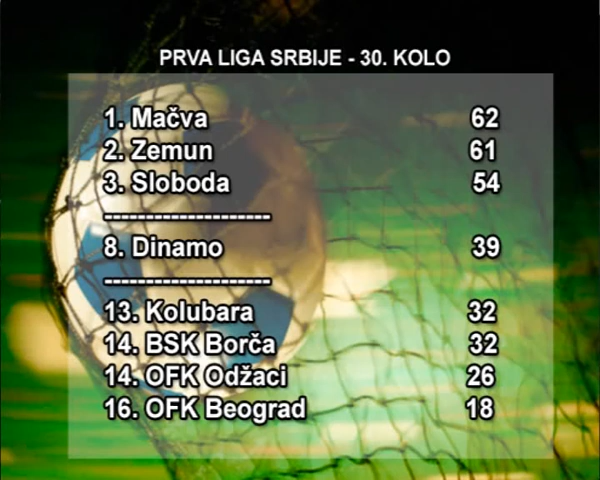 PRVA LIGA SRBIJE - 30. KOLO
1. Mačva 62
2. Zemun 61
3. Sloboda 54
--------------------
8. Dinamo 39
--------------------
13. Kolubara 32
14. BSK Borča 32
14. OFK Odžaci 26
16. OFK Beograd 18